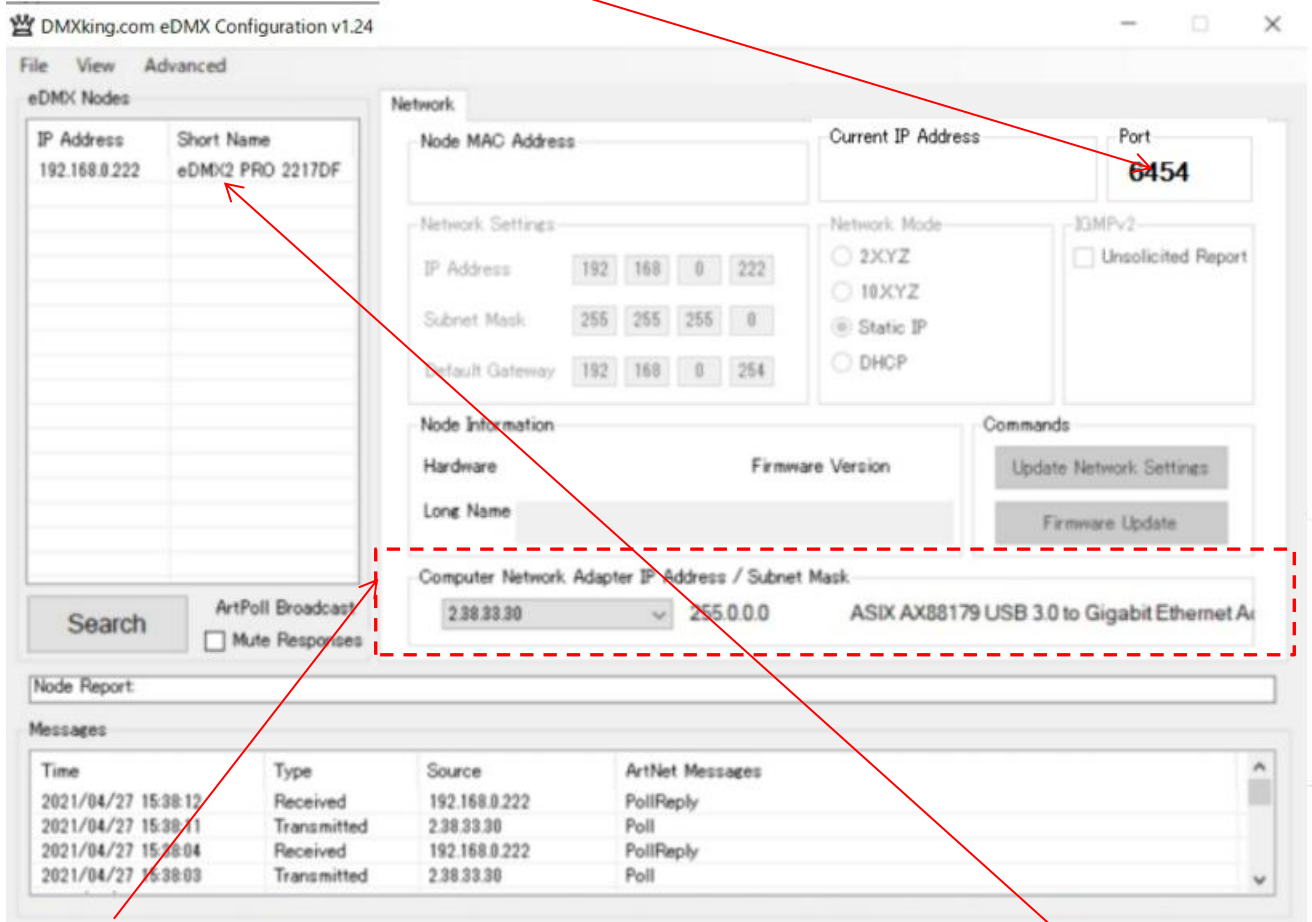 DMXking.com eDMX Configuration v1.24
File View Advanced
eDMX Nodes
IP Address Short Name
192.168.0.222 eDMX2 PRO 2217DF
Search
ArtPoll Broadcast
Mute Responses
Network
Node MAC Address
Current IP Address
Port
6454
Network Settings
IP Address 192 168 0 222
Subnet Mask 255 255 255 0
Default Gateway 192 168 0 254
Network Mode
2XYZ
10XYZ
Static IP
DHCP
IGMPv2
Unsolicited Report
Node Information
Hardware Firmware Version
Long Name
Commands
Update Network Settings
Firmware Update
Computer Network Adapter IP Address / Subnet Mask
2.38.33.30 255.0.0.0 ASIX AX88179 USB 3.0 to Gigabit Ethernet
Node Report:
Messages
Time Type Source ArtNet Messages
2021/04/27 15:38:12 Received 192.168.0.222 PollReply
2021/04/27 15:38:11 Transmitted 2.38.33.30 Poll
2021/04/27 15:38:04 Received 192.168.0.222 PollReply
2021/04/27 15:38:03 Transmitted 2.38.33.30 Poll